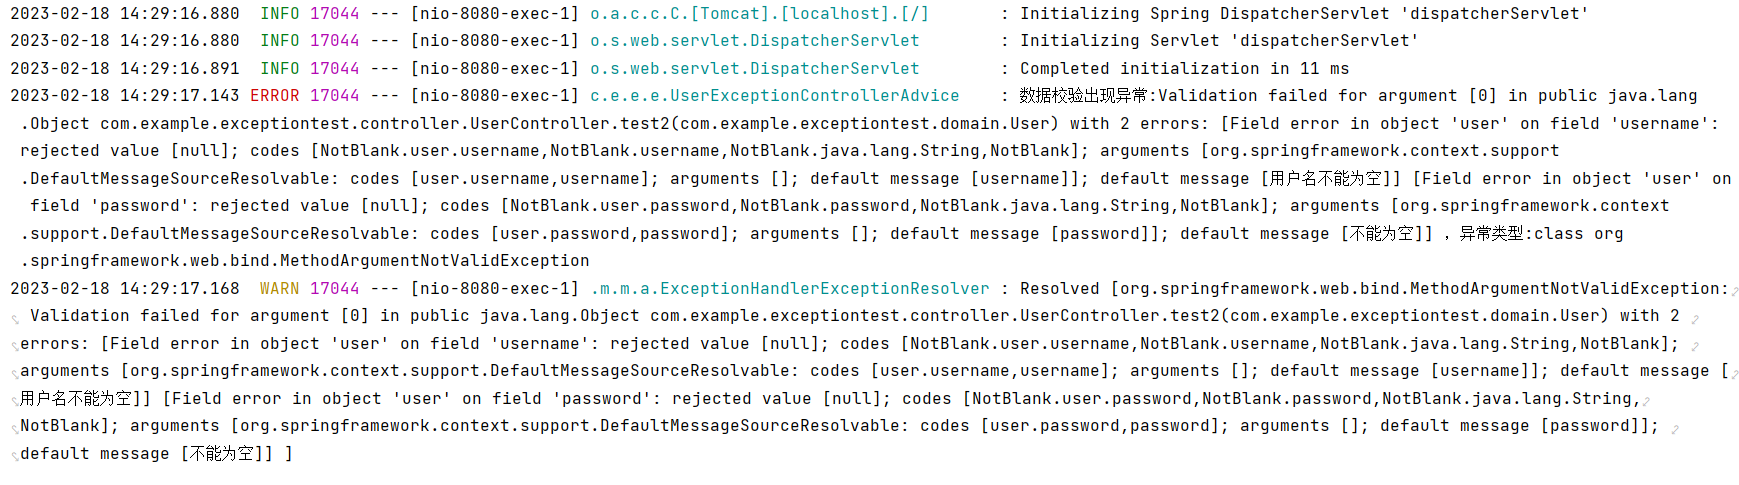 2023-02-18 14:29:16.880  INFO 17044 --- [nio-8080-exec-1] o.a.c.c.C.[Tomcat].[localhost].[/]       : Initializing Spring DispatcherServlet 'dispatcherServlet'
2023-02-18 14:29:16.880  INFO 17044 --- [nio-8080-exec-1] o.s.web.servlet.DispatcherServlet        : Initializing Servlet 'dispatcherServlet'
2023-02-18 14:29:16.891  INFO 17044 --- [nio-8080-exec-1] o.s.web.servlet.DispatcherServlet        : Completed initialization in 11 ms
2023-02-18 14:29:17.143 ERROR 17044 --- [nio-8080-exec-1] c.e.e.e.UserExceptionControllerAdvice    : 数据校验出现异常:Validation failed for argument [0] in public java.lang
.Object com.example.exceptiontest.controller.UserController.test2(com.example.exceptiontest.domain.User) with 2 errors: [Field error in object 'user' on field 'username':
rejected value [null]; codes [NotBlank.user.username,NotBlank.username,NotBlank.java.lang.String,NotBlank]; arguments [org.springframework.context.support
.DefaultMessageSourceResolvable: codes [user.username,username]; arguments []; default message [username]]; default message [用户名不能为空]] [Field error in object 'user' on
field 'password': rejected value [null]; codes [NotBlank.user.password,NotBlank.password,NotBlank.java.lang.String,NotBlank]; arguments [org.springframework.context
.support.DefaultMessageSourceResolvable: codes [user.password,password]; arguments []; default message [password]]; default message [不能为空]] ，异常类型:class org
.springframework.web.bind.MethodArgumentNotValidException
2023-02-18 14:29:17.168  WARN 17044 --- [nio-8080-exec-1] .m.m.a.ExceptionHandlerExceptionResolver : Resolved [org.springframework.web.bind.MethodArgumentNotValidException:
Validation failed for argument [0] in public java.lang.Object com.example.exceptiontest.controller.UserController.test2(com.example.exceptiontest.domain.User) with 2
errors: [Field error in object 'user' on field 'username': rejected value [null]; codes [NotBlank.user.username,NotBlank.username,NotBlank.java.lang.String,NotBlank];
arguments [org.springframework.context.support.DefaultMessageSourceResolvable: codes [user.username,username]; arguments []; default message [username]]; default message [
用户名不能为空]] [Field error in object 'user' on field 'password': rejected value [null]; codes [NotBlank.user.password,NotBlank.password,NotBlank.java.lang.String,
NotBlank]; arguments [org.springframework.context.support.DefaultMessageSourceResolvable: codes [user.password,password]; arguments []; default message [password]];
default message [不能为空]] ]